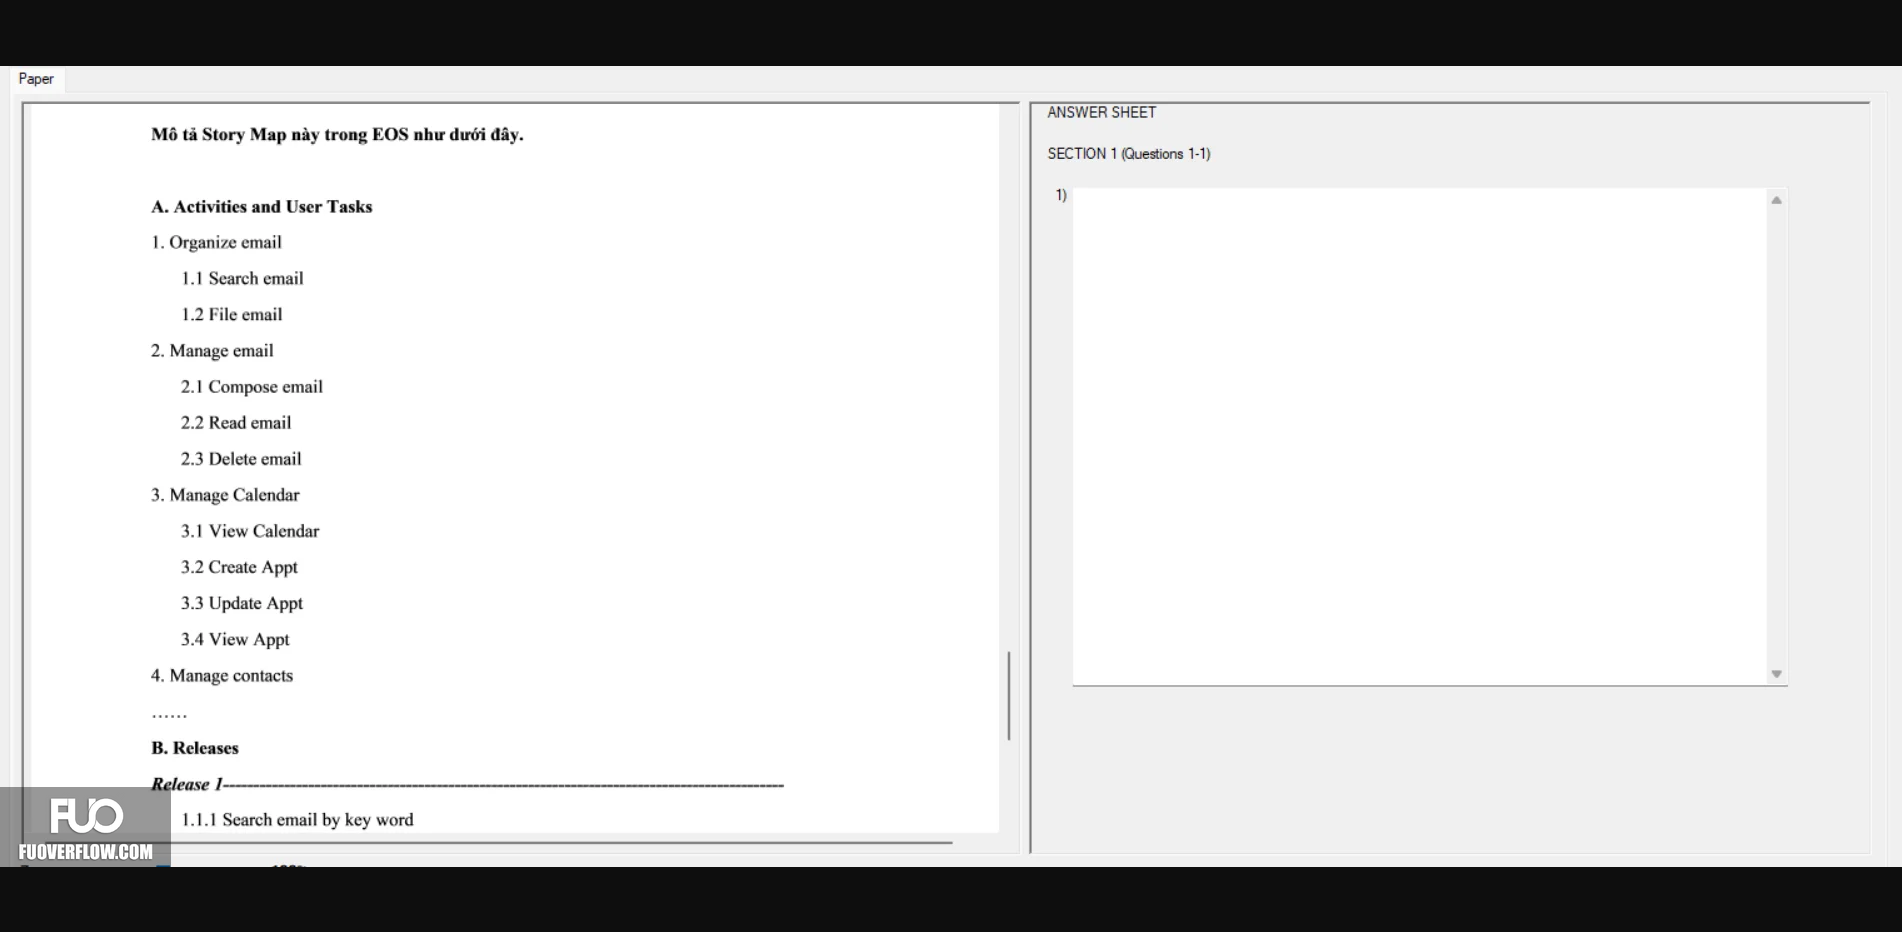 Paper
Mô tả Story Map này trong EOS như dưới đây.
A. Activities and User Tasks
1. Organize email
1.1 Search email
1.2 File email
2. Manage email
2.1 Compose email
2.2 Read email
2.3 Delete email
3. Manage Calendar
3.1 View Calendar
3.2 Create Appt
3.3 Update Appt
3.4 View Appt
4. Manage contacts
......
B. Releases
Release 1-----------------------------------------------------------------------------------------------
1.1.1 Search email by key word
FUO
FUOVERFLOW.COM
ANSWER SHEET
SECTION 1 (Questions 1-1)
1)